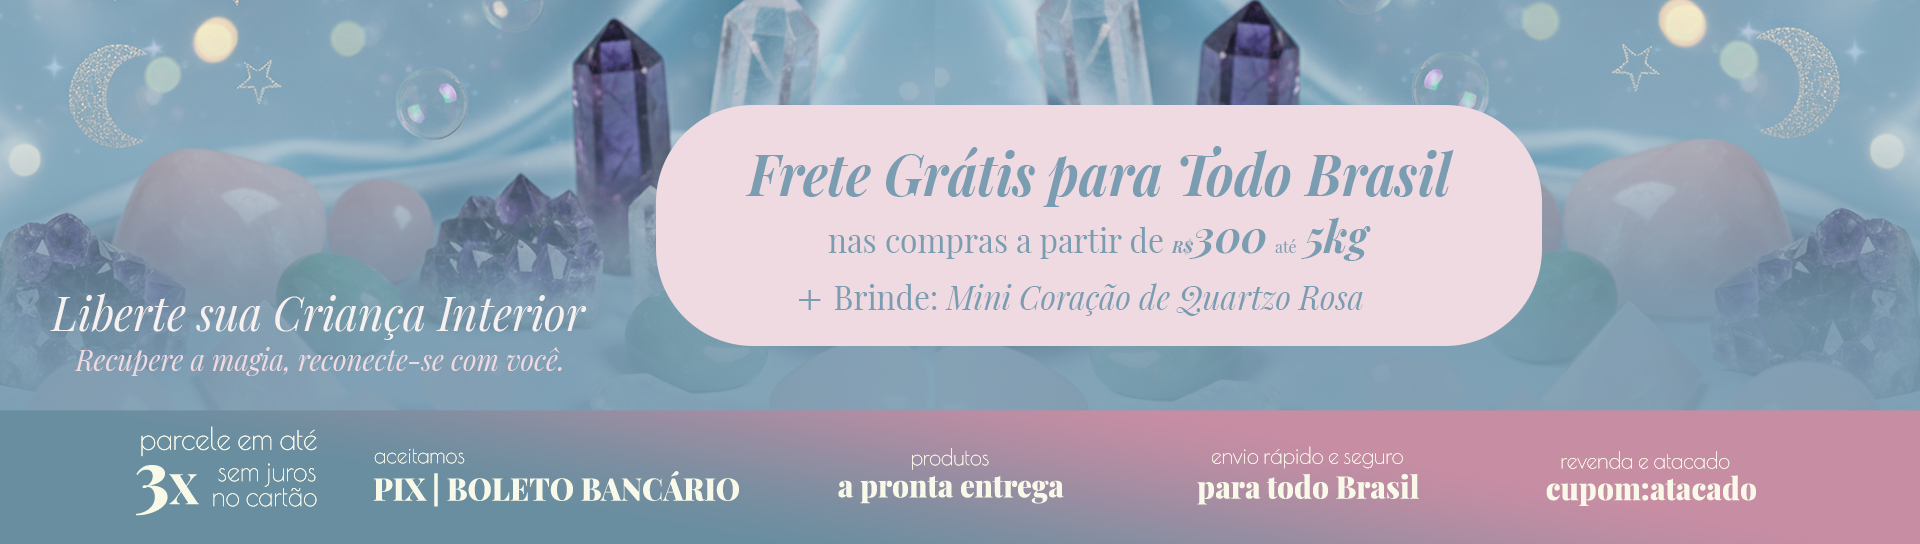 Frete Grátis para Todo Brasil
nas compras a partir de R$300 até 5kg
+ Brinde: Mini Coração de Quartzo Rosa
Liberte sua Criança Interior
Recupere a magia, reconecte-se com você.
parcele em até
3x sem juros
no cartão
aceitamos
PIX | BOLETO BANCÁRIO
produtos
a pronta entrega
envio rápido e seguro
para todo Brasil
revenda e atacado
cupom:atacado